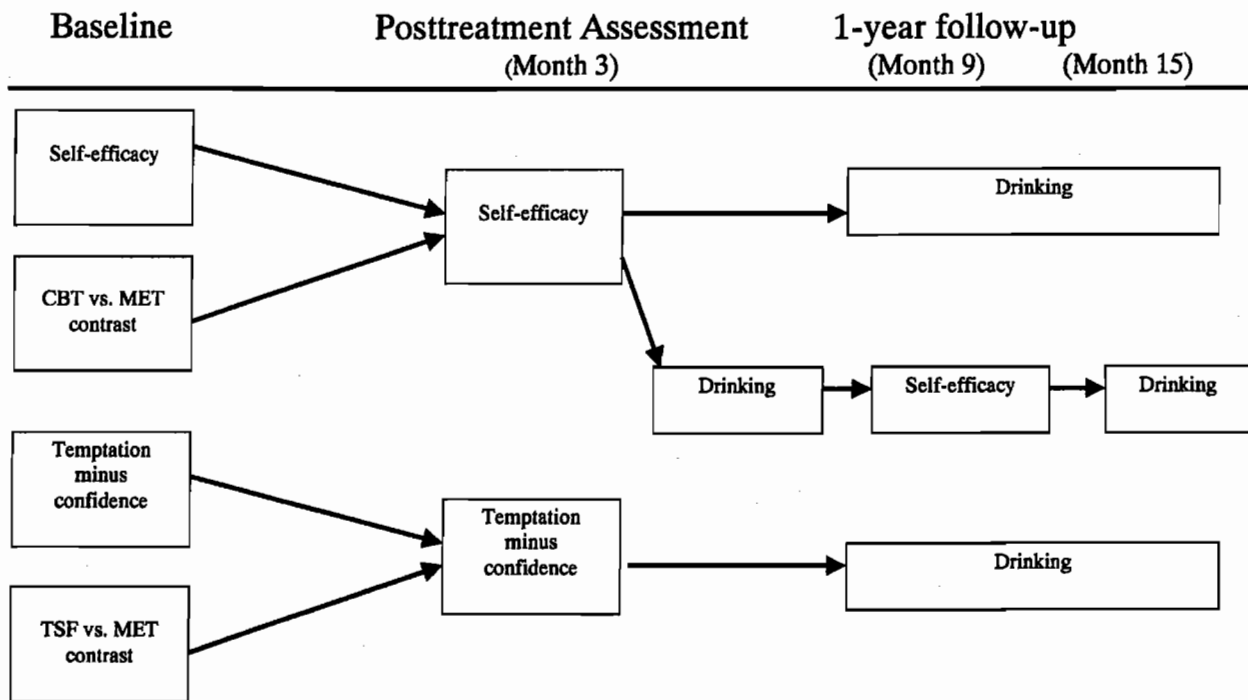 Baseline
Posttreatment Assessment
1-year follow-up
(Month 3)
(Month 9)
(Month 15)
Self-efficacy
CBT vs. MET
contrast
Self-efficacy
Drinking
Drinking
Self-efficacy
Drinking
Temptation
minus
confidence
TSF vs. MET
contrast
Temptation
minus
confidence
Drinking